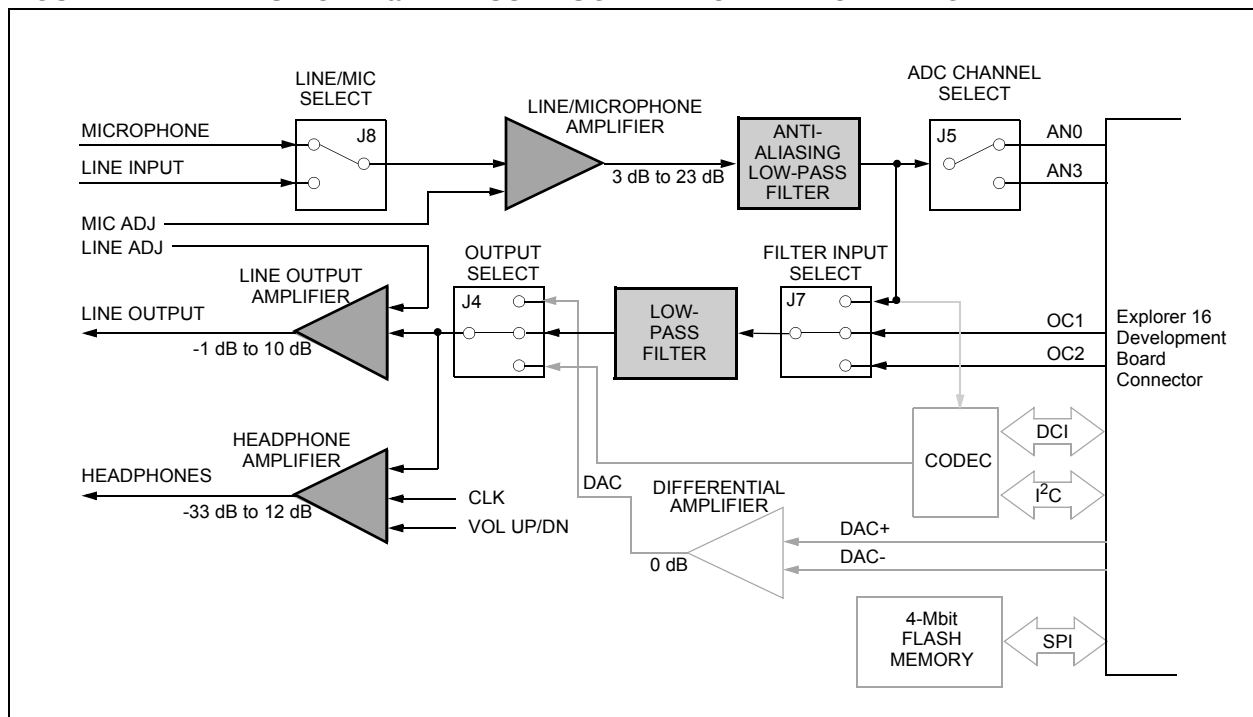 LINE/MIC
SELECT
J8
MICROPHONE
LINE INPUT
MIC ADJ
LINE ADJ
LINE/MICROPHONE
AMPLIFIER
3 dB to 23 dB
ANTI-
ALIASING
LOW-PASS
FILTER
ADC CHANNEL
SELECT
J5
AN0
AN3
LINE OUTPUT
AMPLIFIER
LINE OUTPUT
-1 dB to 10 dB
OUTPUT
SELECT
J4
LOW-
PASS
FILTER
FILTER INPUT
SELECT
J7
OC1
OC2
Explorer 16
Development
Board
Connector
HEADPHONE
AMPLIFIER
HEADPHONES
-33 dB to 12 dB
CLK
VOL UP/DN
DAC
DIFFERENTIAL
AMPLIFIER
0 dB
CODEC
DCI
I2C
DAC+
DAC-
4-Mbit
FLASH
MEMORY
SPI